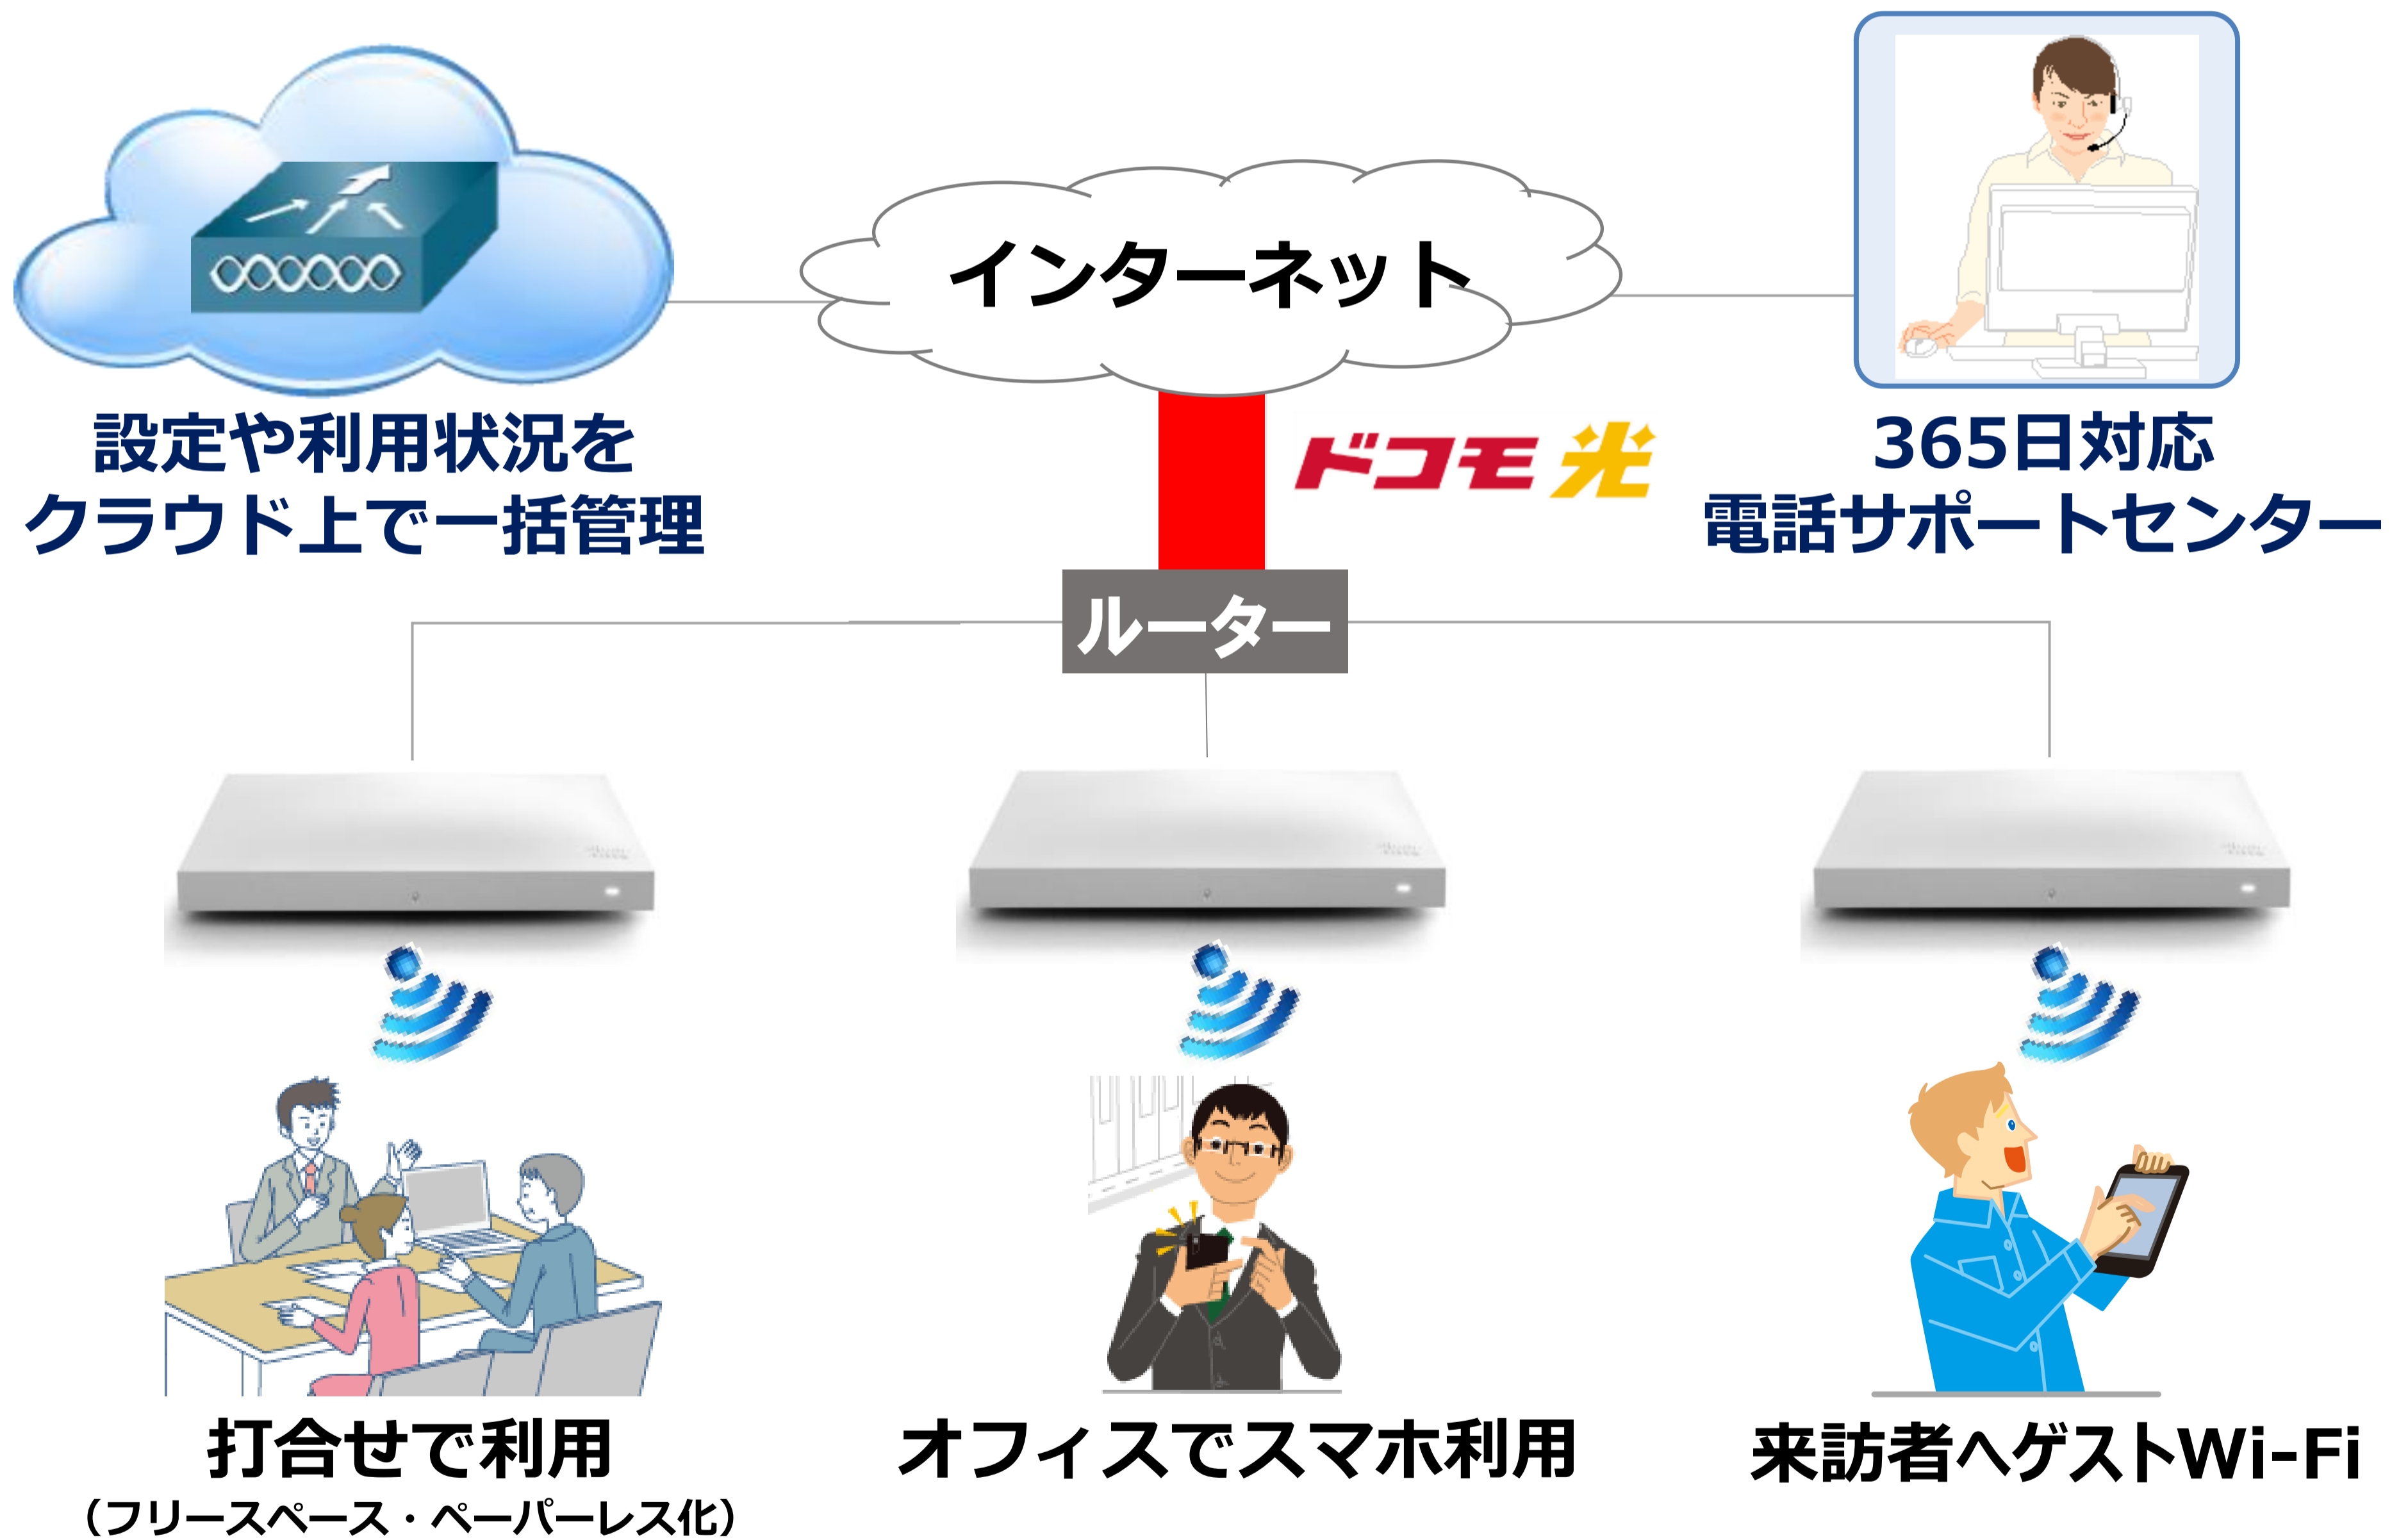 インターネット
設定や利用状況を
クラウド上で一括管理
ドコモ光
365日対応
電話サポートセンター
ルーター
打合せで利用
（フリースペース・ペーパーレス化）
オフィスでスマホ利用
来訪者へゲストWi-Fi